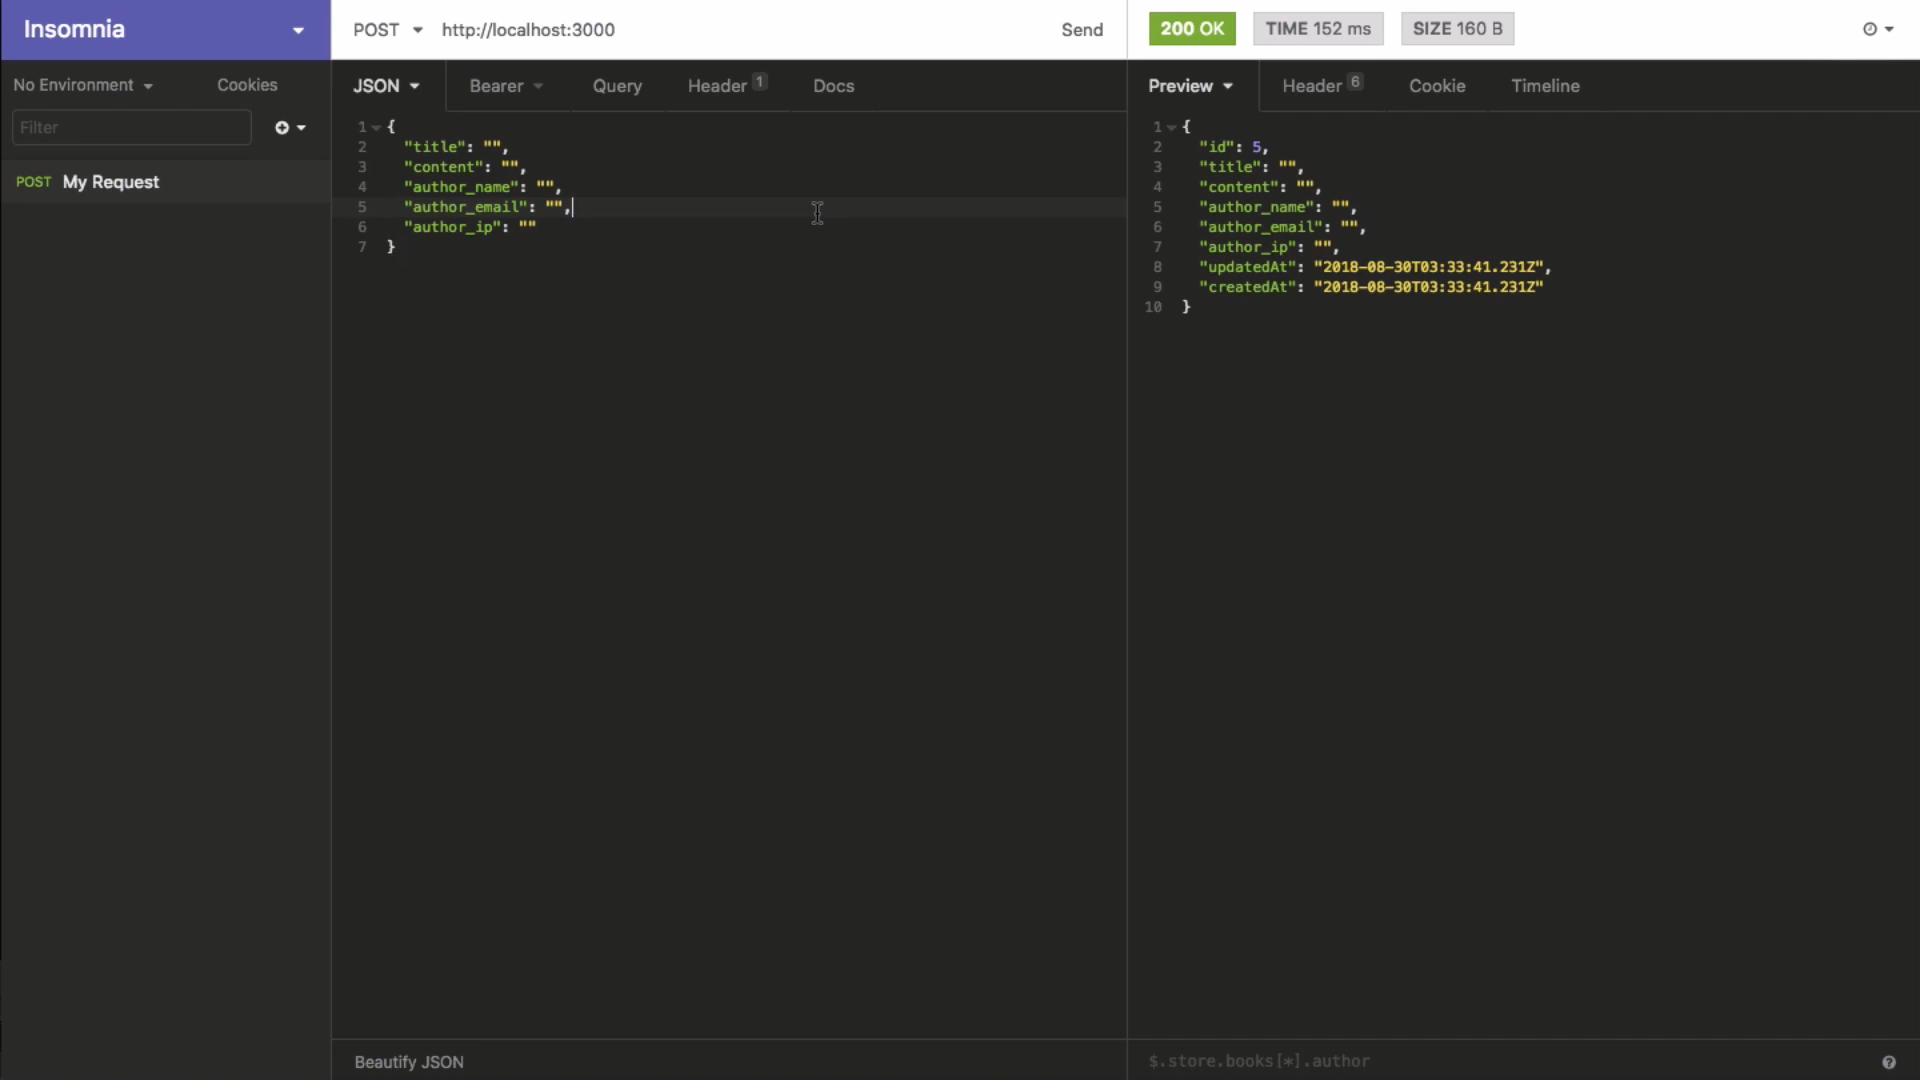 Insomnia
No Environment Cookies
Filter
POST My Request
POST http://localhost:3000 Send
JSON Bearer Query Header 1 Docs
1 {
2 "title": "",
3 "content": "",
4 "author_name": "",
5 "author_email": "",
6 "author_ip": ""
7 }
Beautify JSON
200 OK TIME 152 ms SIZE 160 B
Preview Header 6 Cookie Timeline
1 {
2 "id": 5,
3 "title": "",
4 "content": "",
5 "author_name": "",
6 "author_email": "",
7 "author_ip": "",
8 "updatedAt": "2018-08-30T03:33:41.231Z",
9 "createdAt": "2018-08-30T03:33:41.231Z"
10 }
$.store.books[*].author